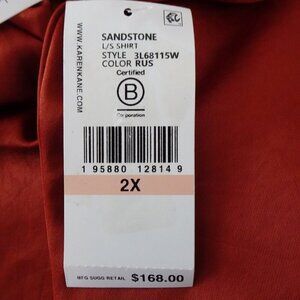 SANDSTONE
L/S SHIRT
STYLE 3L68115W
COLOR RUS
Certified
B
Corporation
WWW.KARENKANE.COM
1 95880 12814 9
2X
MFG SUGG RETAIL $168.00